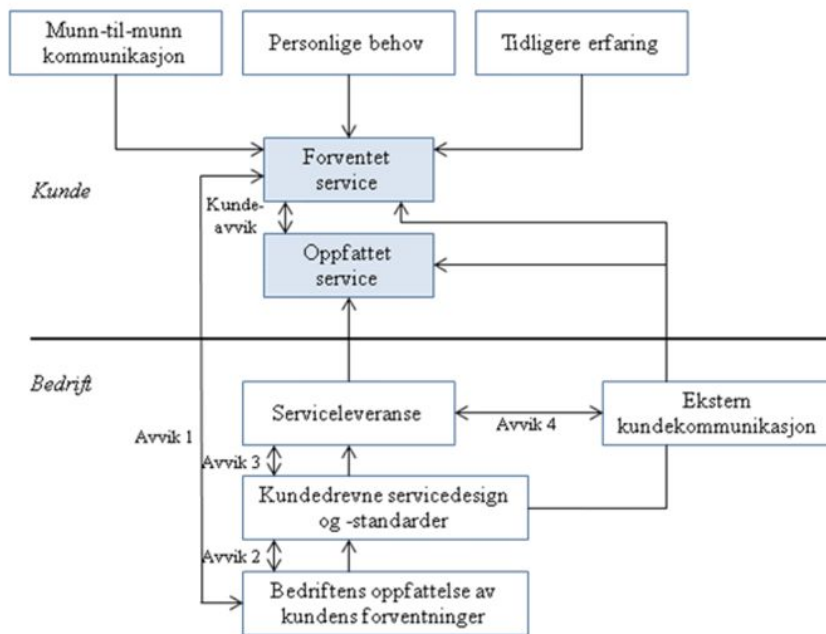 Munn-til-munn
kommunikasjon
Personlige behov
Tidligere erfaring
Forventet
service
Kunde
Kunde-
avvik
Oppfattet
service
Bedrift
Serviceleveranse
Avvik 4
Ekstern
kundekommunikasjon
Avvik 1
Avvik 3
Kundedrevne servicedesign
og -standarder
Avvik 2
Bedriftens oppfattelse av
kundens forventninger